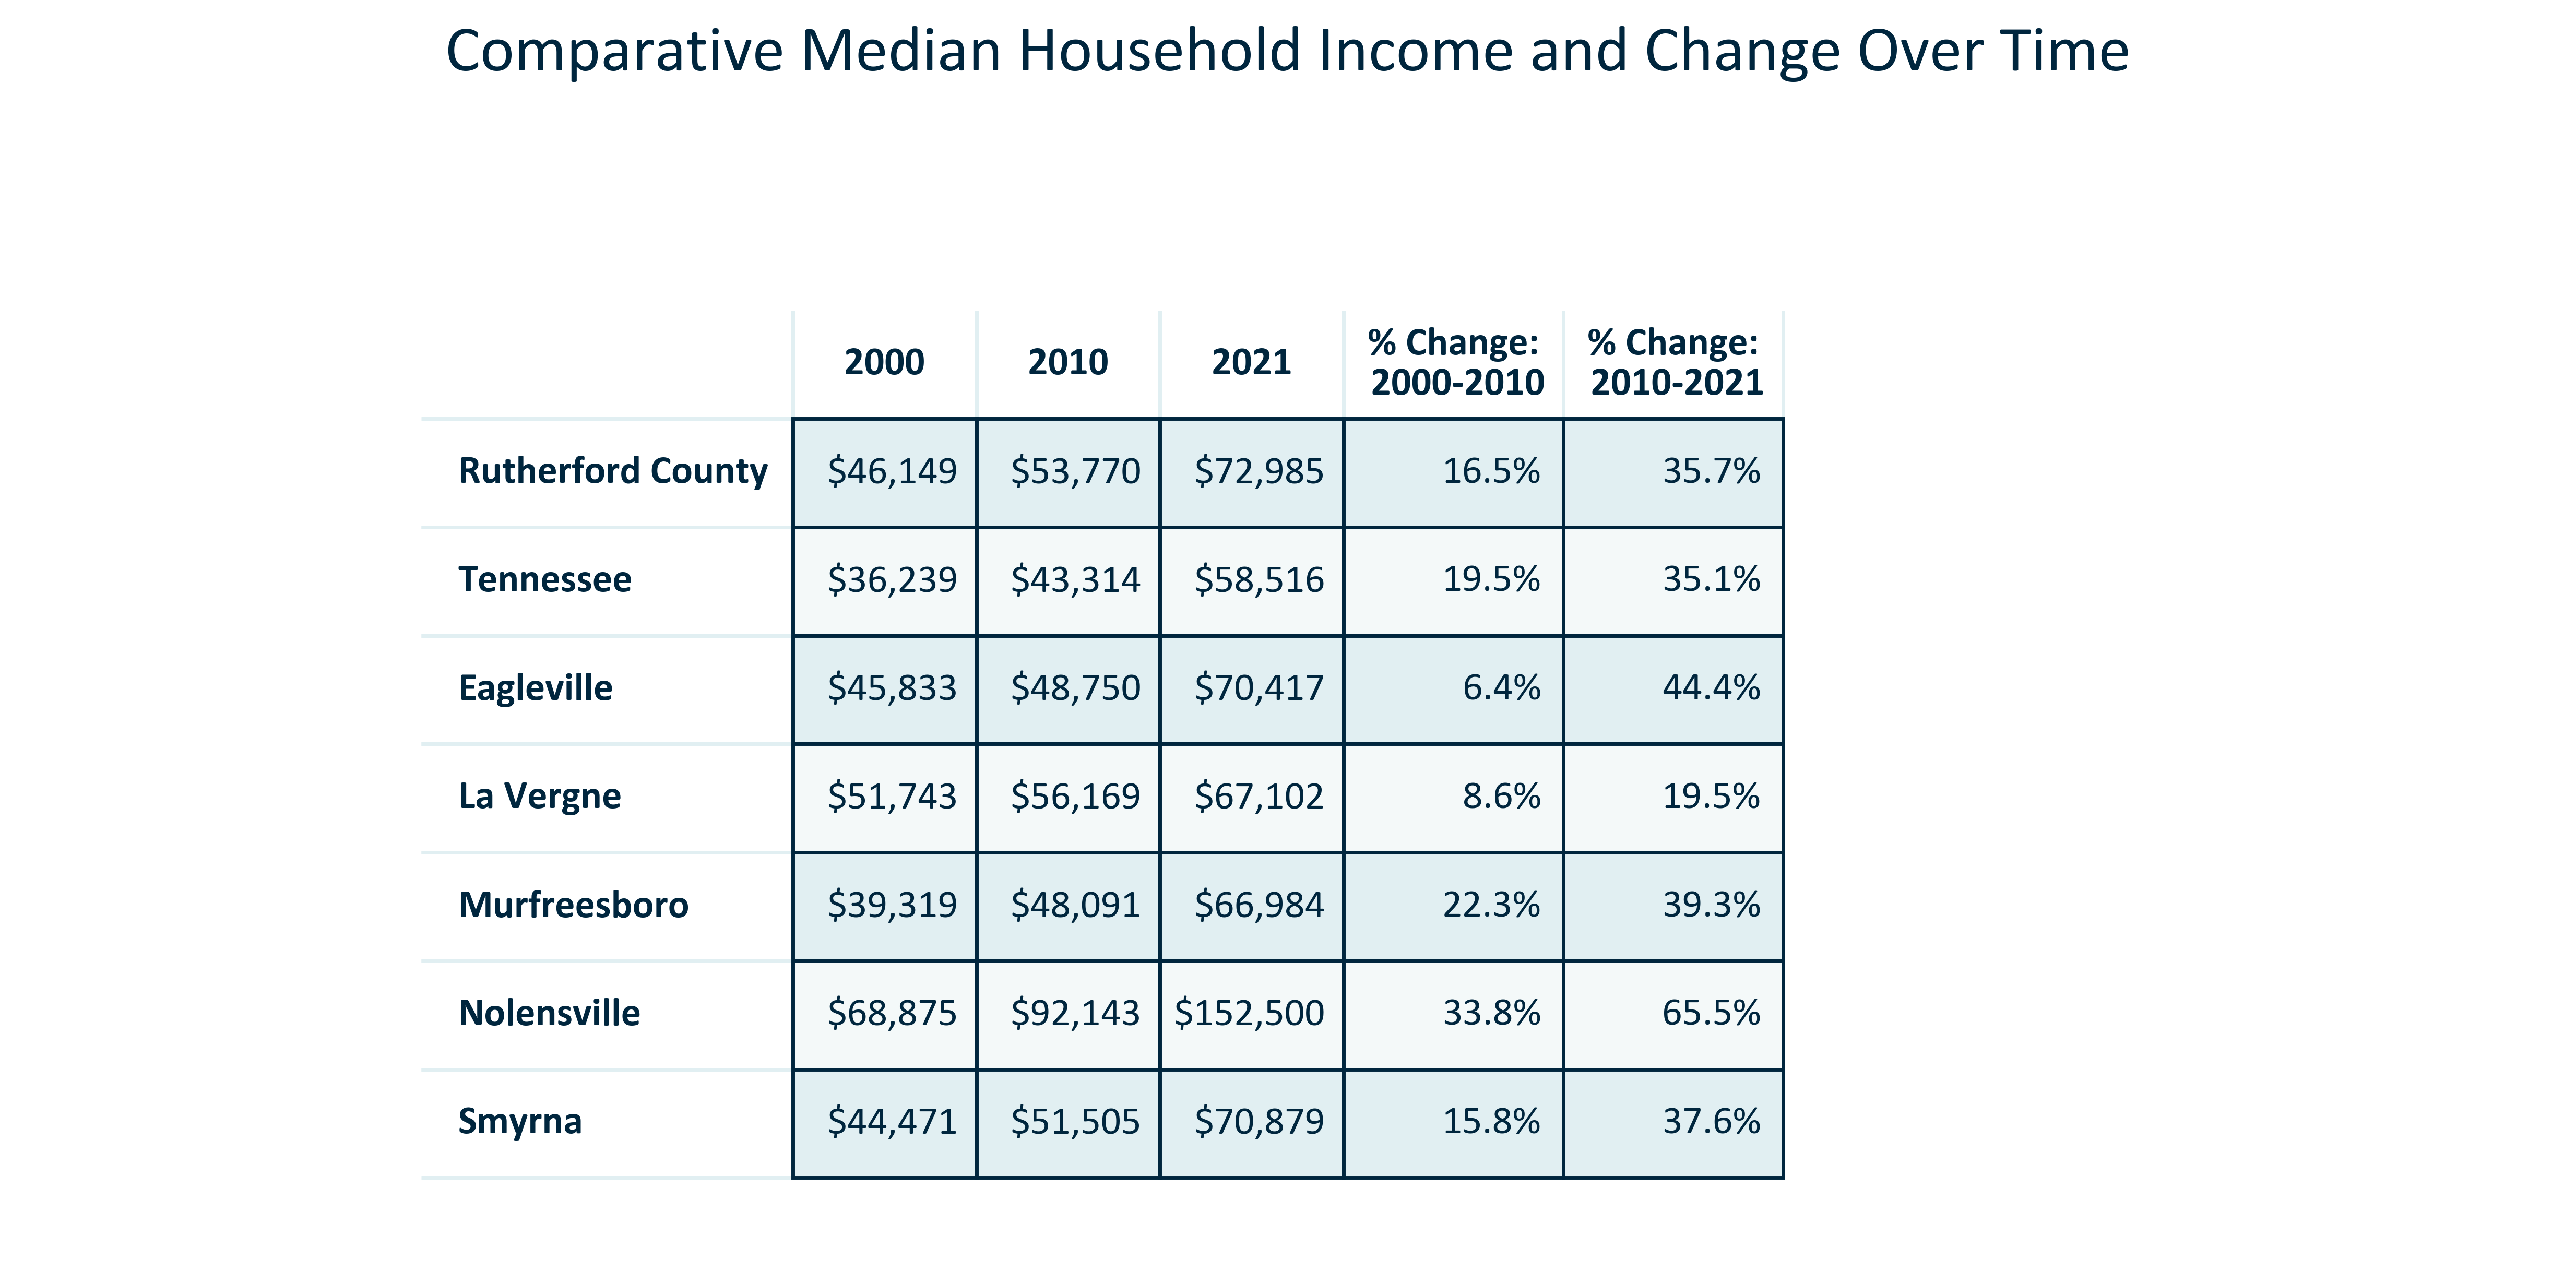 Comparative Median Household Income and Change Over Time
2000 2010 2021 % Change: 2000-2010 % Change: 2010-2021
Rutherford County $46,149 $53,770 $72,985 16.5% 35.7%
Tennessee $36,239 $43,314 $58,516 19.5% 35.1%
Eagleville $45,833 $48,750 $70,417 6.4% 44.4%
La Vergne $51,743 $56,169 $67,102 8.6% 19.5%
Murfreesboro $39,319 $48,091 $66,984 22.3% 39.3%
Nolensville $68,875 $92,143 $152,500 33.8% 65.5%
Smyrna $44,471 $51,505 $70,879 15.8% 37.6%